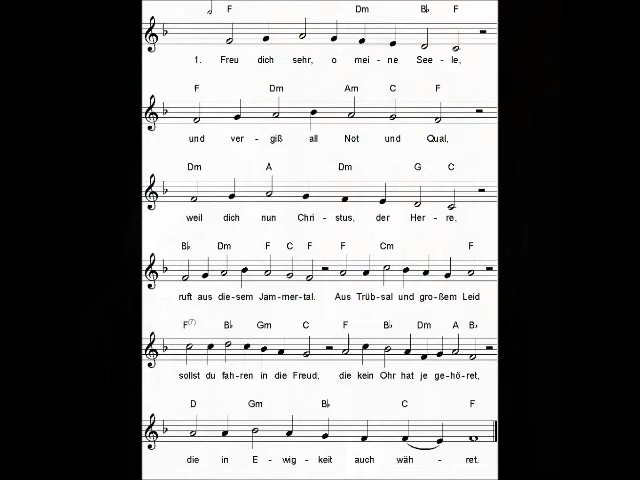 F Dm B♭ F
1. Freu dich sehr, o mei-ne See-le,
F Dm Am C F
und ver-giß all Not und Qual,
Dm A Dm G C
weil dich nun Chri-stus, der Her-re,
B♭ Dm F C F F Cm F
ruft aus die-sem Jam-mer-tal. Aus Trüb-sal und gro-ßem Leid
F(7) B♭ Gm C F B♭ Dm A B♭
sollst du fah-ren in die Freud, die kein Ohr hat je ge-hö-ret,
D Gm B♭ C F
die in E-wig-keit auch wäh-ret.